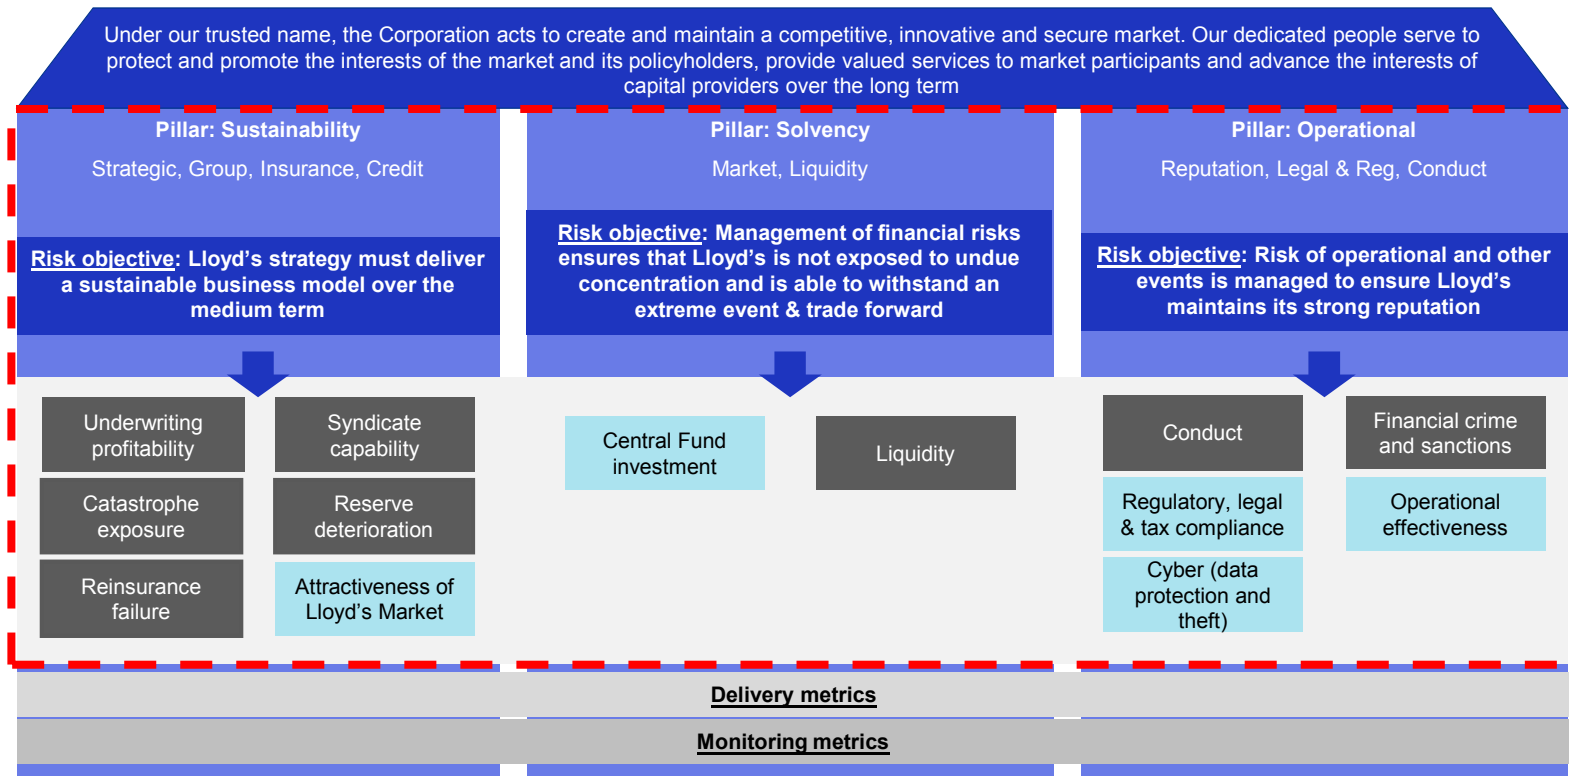 Under our trusted name, the Corporation acts to create and maintain a competitive, innovative and secure market. Our dedicated people serve to
protect and promote the interests of the market and its policyholders, provide valued services to market participants and advance the interests of
capital providers over the long term
Pillar: Sustainability
Strategic, Group, Insurance, Credit
Risk objective: Lloyd's strategy must deliver
a sustainable business model over the
medium term
Underwriting
profitability
Syndicate
capability
Catastrophe
exposure
Reserve
deterioration
Reinsurance
failure
Attractiveness of
Lloyd's Market
Pillar: Solvency
Market, Liquidity
Risk objective: Management of financial risks
ensures that Lloyd's is not exposed to undue
concentration and is able to withstand an
extreme event & trade forward
Central Fund
investment
Liquidity
Pillar: Operational
Reputation, Legal & Reg, Conduct
Risk objective: Risk of operational and other
events is managed to ensure Lloyd's
maintains its strong reputation
Conduct
Financial crime
and sanctions
Regulatory, legal
& tax compliance
Operational
effectiveness
Cyber (data
protection and
theft)
Delivery metrics
Monitoring metrics